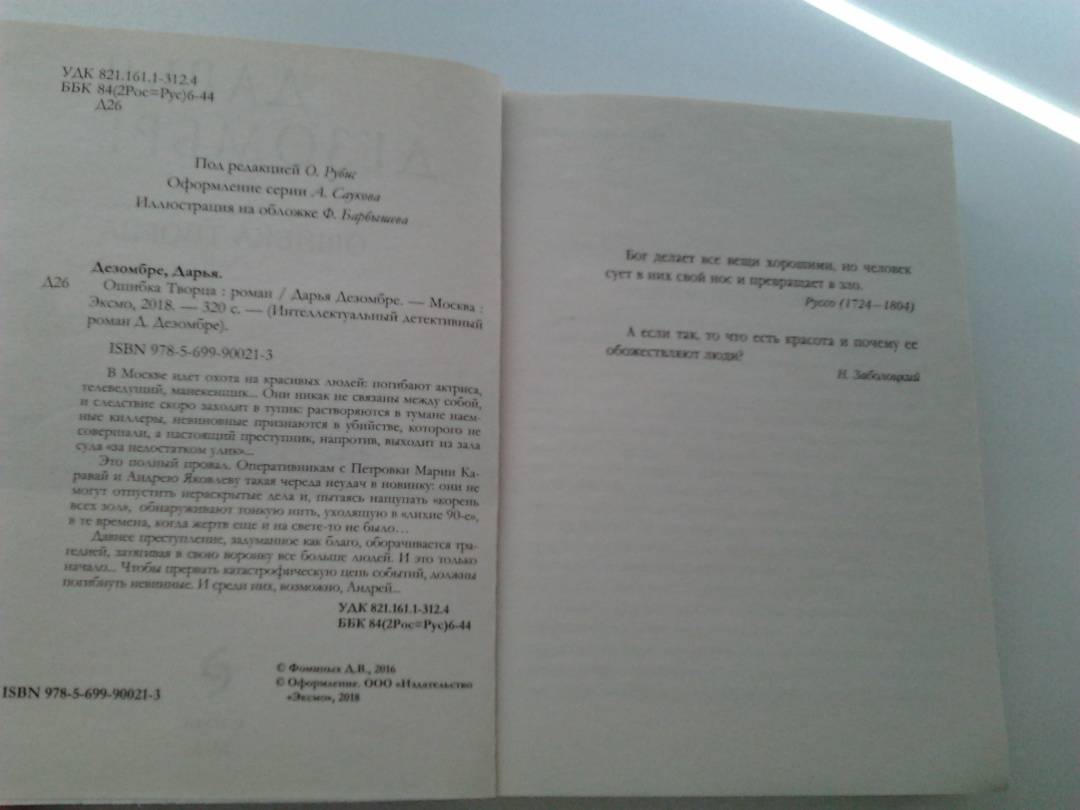 УДК 821.161.1-312.4
ББК 84(2Рос=Рус)6-44
Д26
Под редакцией О. Рубис
Оформление серии А. Саукова
Иллюстрация на обложке Ф. Барбышева
Дезомбре, Дарья.
Д26
Ошибка Творца : роман / Дарья Дезомбре. — Москва :
Эксмо, 2018. — 320 с. — (Интеллектуальный детективный
роман Д. Дезомбре).
ISBN 978-5-699-90021-3
В Москве идет охота на красивых людей: погибают актриса,
телеведущий, манекенщик... Они никак не связаны между собой,
и следствие скоро заходит в тупик: растворяются в тумане наем-
ные киллеры, невиновные признаются в убийстве, которого не
совершали, а настоящий преступник, напротив, выходит из зала
суда «за недостатком улик»...
Это полный провал. Оперативникам с Петровки Марии Ка-
равай и Андрею Яковлеву такая череда неудач в новинку: они не
могут отпустить нераскрытые дела и, пытаясь нащупать «корень
всех зол», обнаруживают тонкую нить, уходящую в «лихие 90-е»,
в те времена, когда жертв еще и на свете-то не было...
Давнее преступление, задуманное как благо, оборачивается тра-
гедией, затягивая в свою воронку все больше людей. И это только
начало... Чтобы прервать катастрофическую цепь событий, должны
погибнуть невинные. И среди них, возможно, Андрей...
УДК 821.161.1-312.4
ББК 84(2Рос=Рус)6-44
© Фоминых Д.В., 2016
© Оформление. ООО «Издательство
«Эксмо», 2018
ISBN 978-5-699-90021-3
Бог делает все вещи хорошими, но человек
сует в них свой нос и превращает в зло.
Руссо (1724—1804)
А если так, то что есть красота и почему ее
обожествляют люди?
Н. Заболоцкий